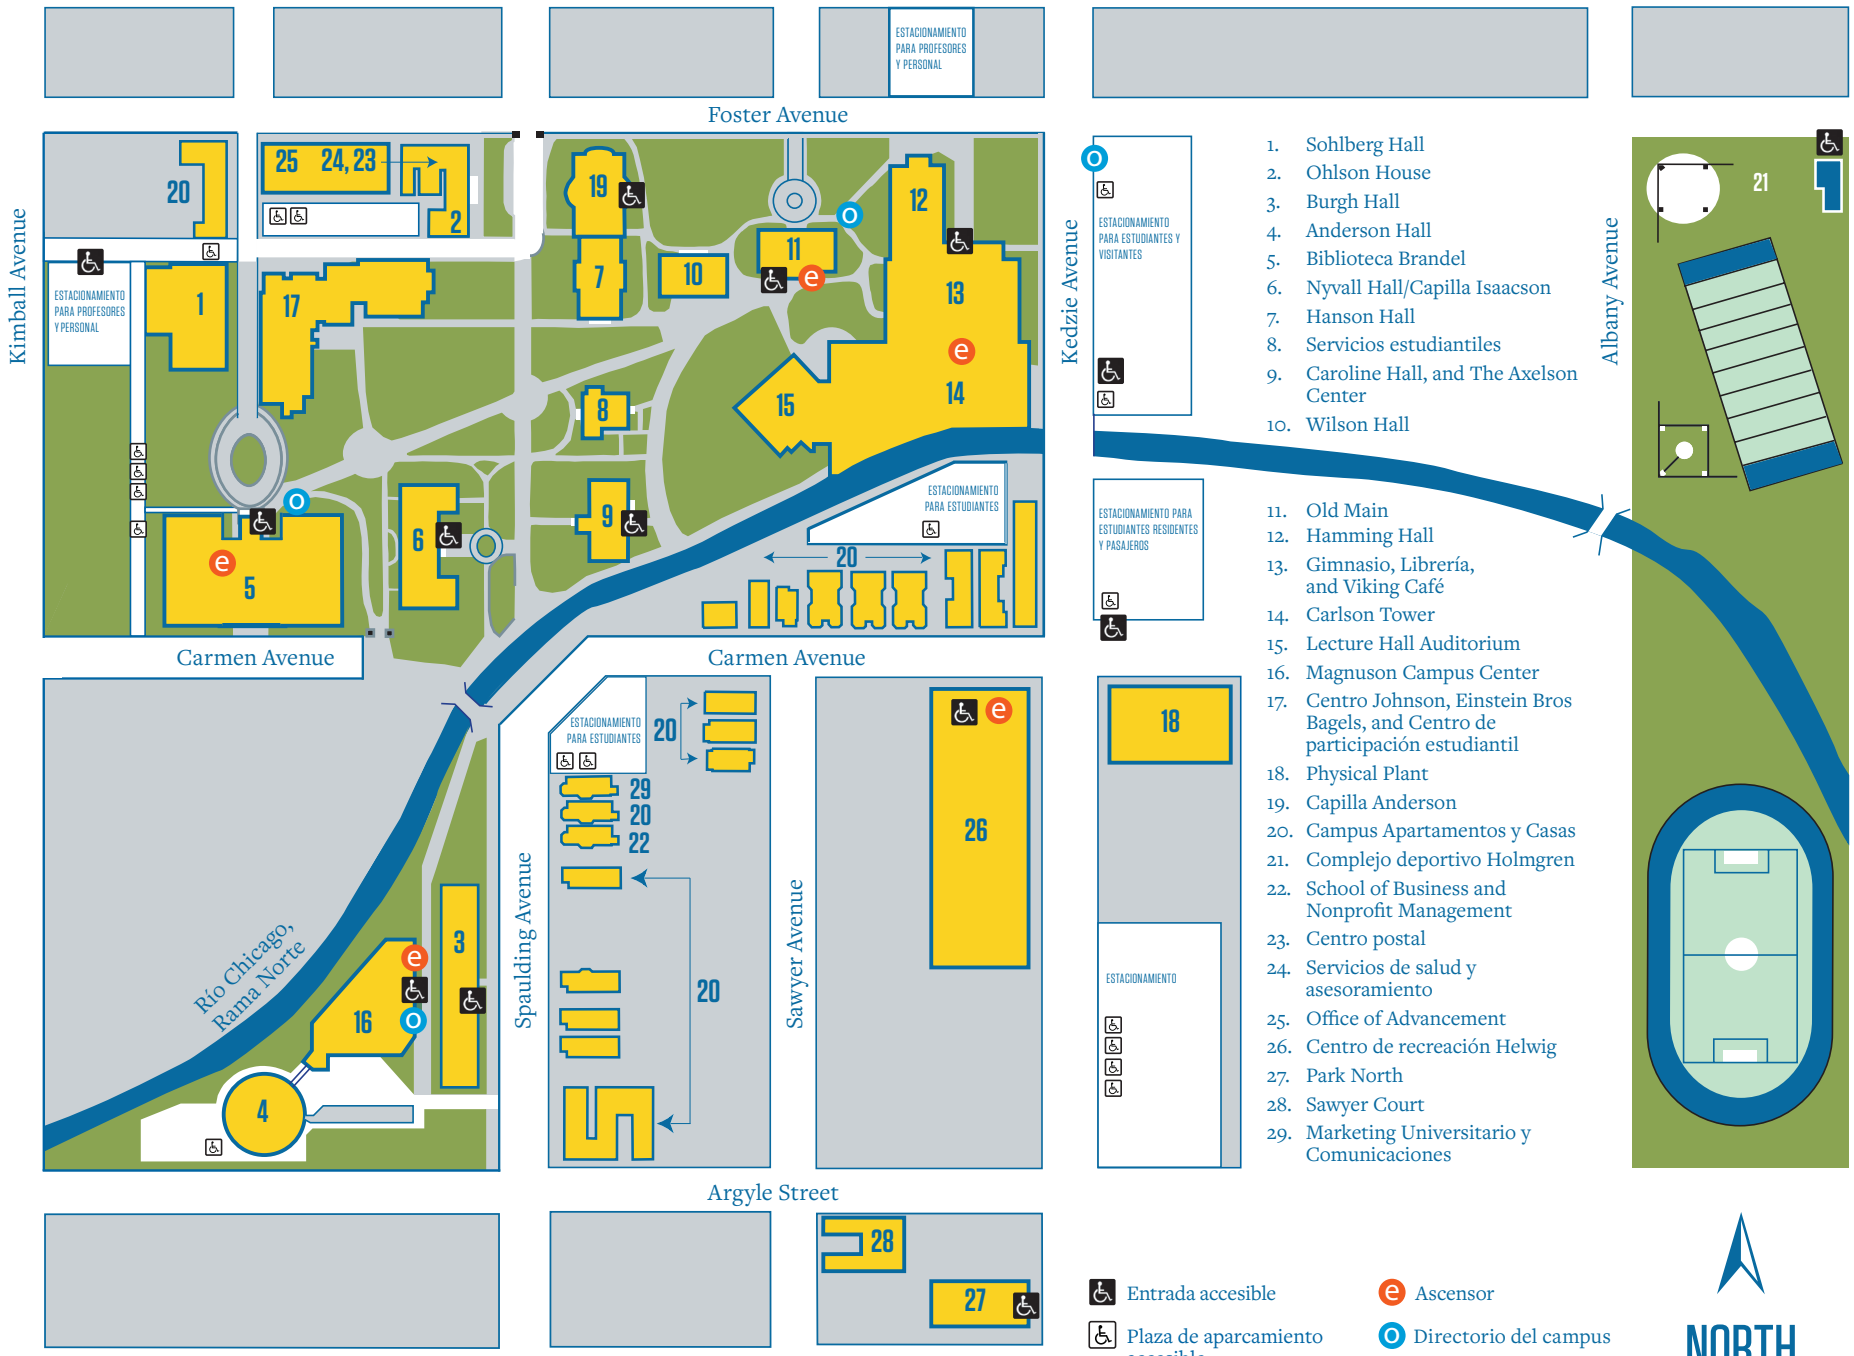 ESTACIONAMIENTO
PARA PROFESORES
Y PERSONAL
Foster Avenue
Kimball Avenue
20
25
24, 23
2
19
12
11
7
10
13
14
15
17
1
ESTACIONAMIENTO
PARA PROFESORES
Y PERSONAL
e
e
8
9
6
5
e
o
o
ESTACIONAMIENTO
PARA ESTUDIANTES
20
Kedzie Avenue
o
ESTACIONAMIENTO
PARA ESTUDIANTES Y
VISITANTES
ESTACIONAMIENTO PARA
ESTUDIANTES RESIDENTES
Y PASAJEROS
Albany Avenue
21
Carmen Avenue
Carmen Avenue
ESTACIONAMIENTO
PARA ESTUDIANTES
20
29
20
22
20
Spaulding Avenue
Sawyer Avenue
26
e
18
ESTACIONAMIENTO
Río Chicago,
Rama Norte
3
e
16
o
4
Argyle Street
28
27
1. Sohlberg Hall
2. Ohlson House
3. Burgh Hall
4. Anderson Hall
5. Biblioteca Brandel
6. Nyvall Hall/Capilla Isaacson
7. Hanson Hall
8. Servicios estudiantiles
9. Caroline Hall, and The Axelson
Center
10. Wilson Hall
11. Old Main
12. Hamming Hall
13. Gimnasio, Librería,
and Viking Café
14. Carlson Tower
15. Lecture Hall Auditorium
16. Magnuson Campus Center
17. Centro Johnson, Einstein Bros
Bagels, and Centro de
participación estudiantil
18. Physical Plant
19. Capilla Anderson
20. Campus Apartamentos y Casas
21. Complejo deportivo Holmgren
22. School of Business and
Nonprofit Management
23. Centro postal
24. Servicios de salud y
asesoramiento
25. Office of Advancement
26. Centro de recreación Helwig
27. Park North
28. Sawyer Court
29. Marketing Universitario y
Comunicaciones
Entrada accesible
e Ascensor
Plaza de aparcamiento
o Directorio del campus
NORTH